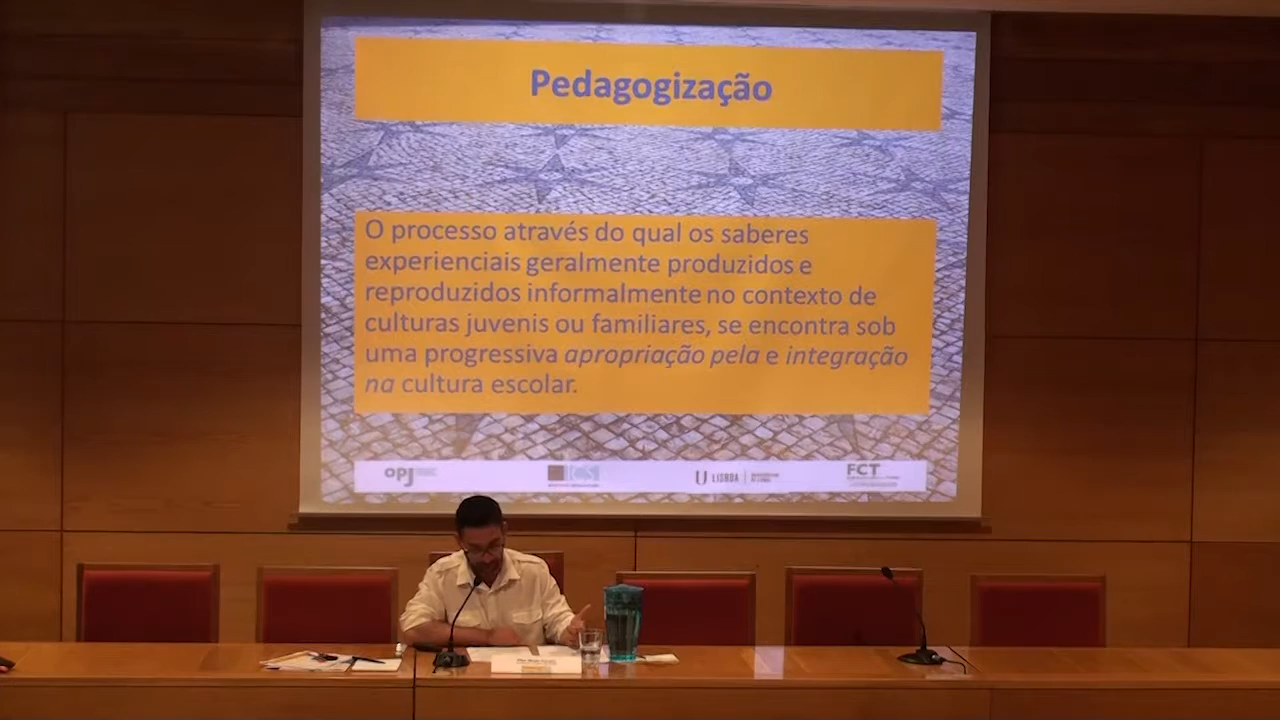 Pedagogização
O processo através do qual os saberes
experienciais geralmente produzidos e
reproduzidos informalmente no contexto de
culturas juvenis ou familiares, se encontra sob
uma progressiva apropriação pela e integração
na cultura escolar.
OPJ
ICS
U LISBOA
FCT